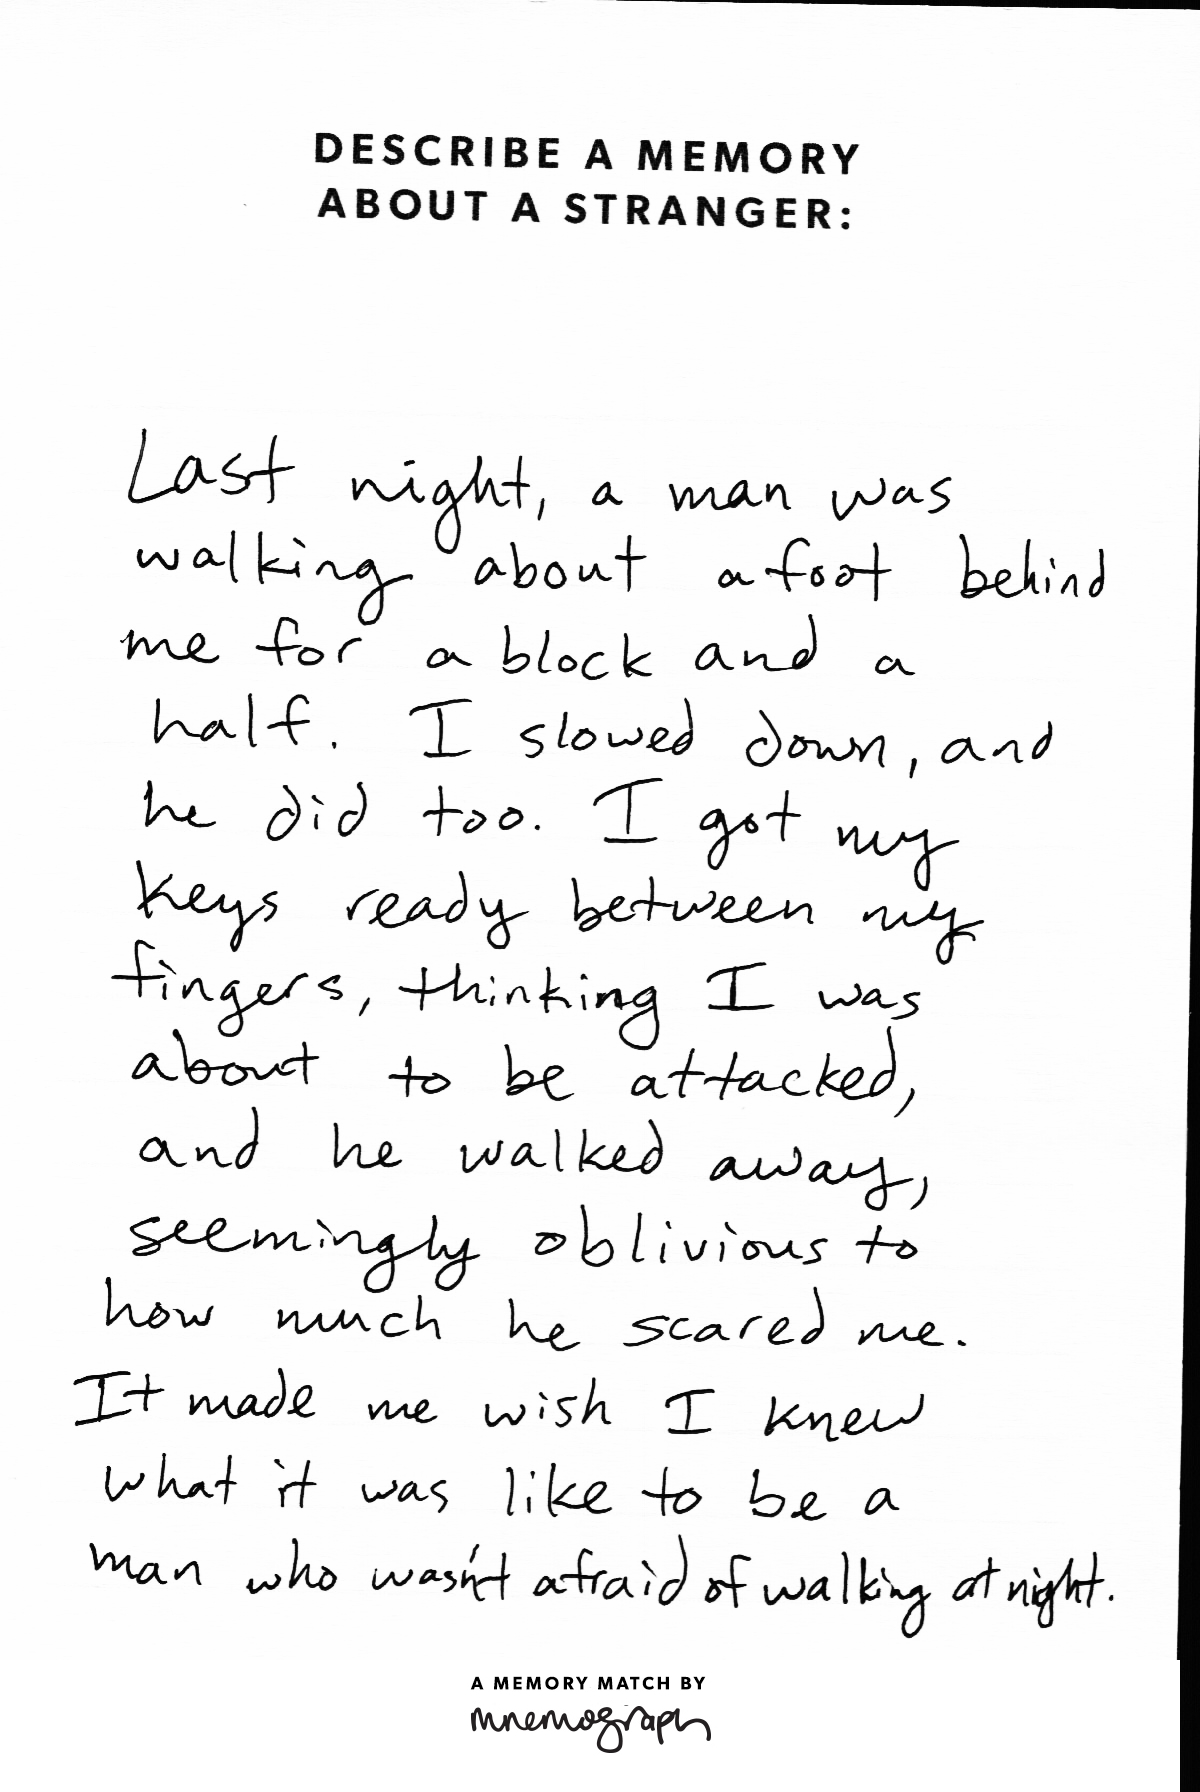 DESCRIBE A MEMORY
ABOUT A STRANGER:
Last night, a man was
walking about a foot behind
me for a block and a
half. I slowed down, and
he did too. I got my
keys ready between my
fingers, thinking I was
about to be attacked,
and he walked away,
seemingly oblivious to
how much he scared me.
It made me wish I knew
what it was like to be a
man who wasn't afraid of walking at night.
A MEMORY MATCH BY
mnemograph